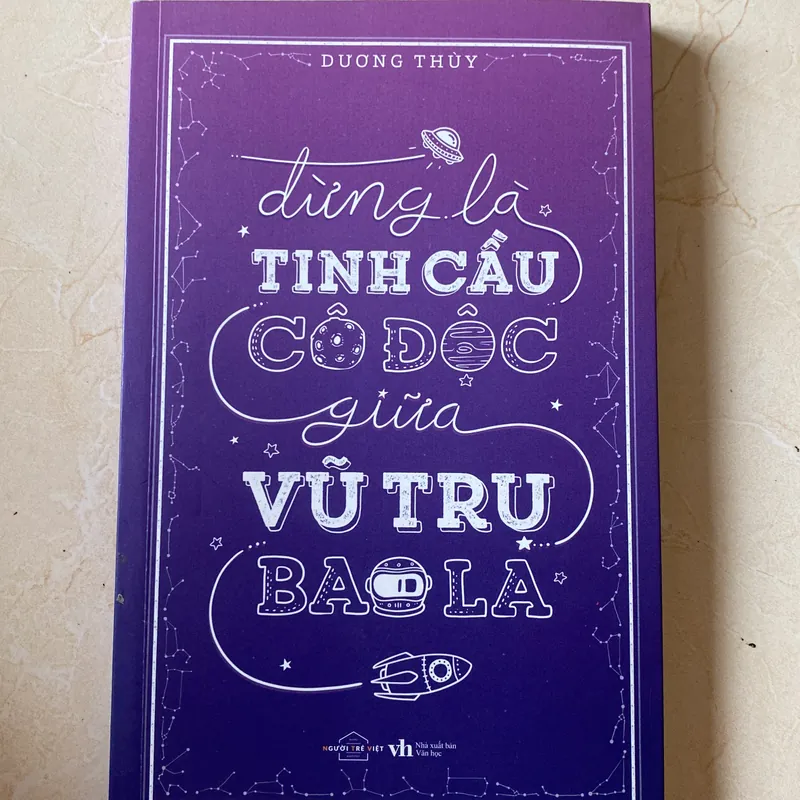 DƯƠNG THÙY
đừng là
TINH CẦU
CÔ ĐỘC
giữa
VŨ TRỤ
BAO LA
NGƯỜI TRẺ VIỆT
vh Nhà xuất bản
Văn học